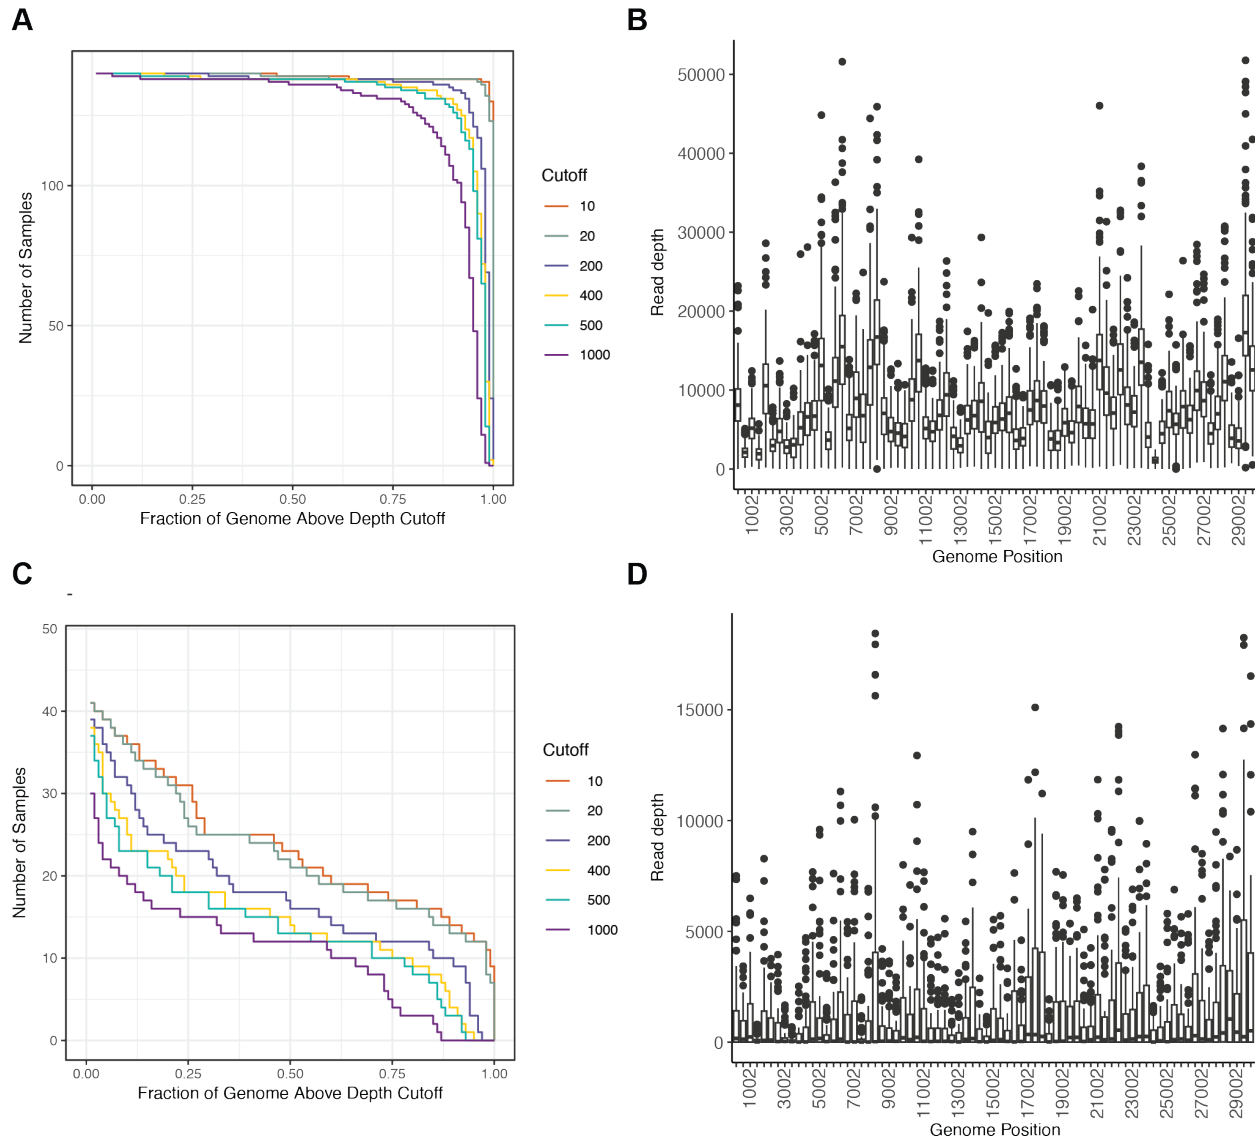 A
Number of Samples
100
50
0
0.00 0.25 0.50 0.75 1.00
Fraction of Genome Above Depth Cutoff
Cutoff
10
20
200
400
500
1000
B
Read depth
50000
40000
30000
20000
10000
0
1002 3002 5002 7002 9002 11002 13002 15002 17002 19002 21002 23002 25002 27002 29002
Genome Position
C
-
Number of Samples
50
40
30
20
10
0
0.00 0.25 0.50 0.75 1.00
Fraction of Genome Above Depth Cutoff
Cutoff
10
20
200
400
500
1000
D
Read depth
15000
10000
5000
0
1002 3002 5002 7002 9002 11002 13002 15002 17002 19002 21002 23002 25002 27002 29002
Genome Position